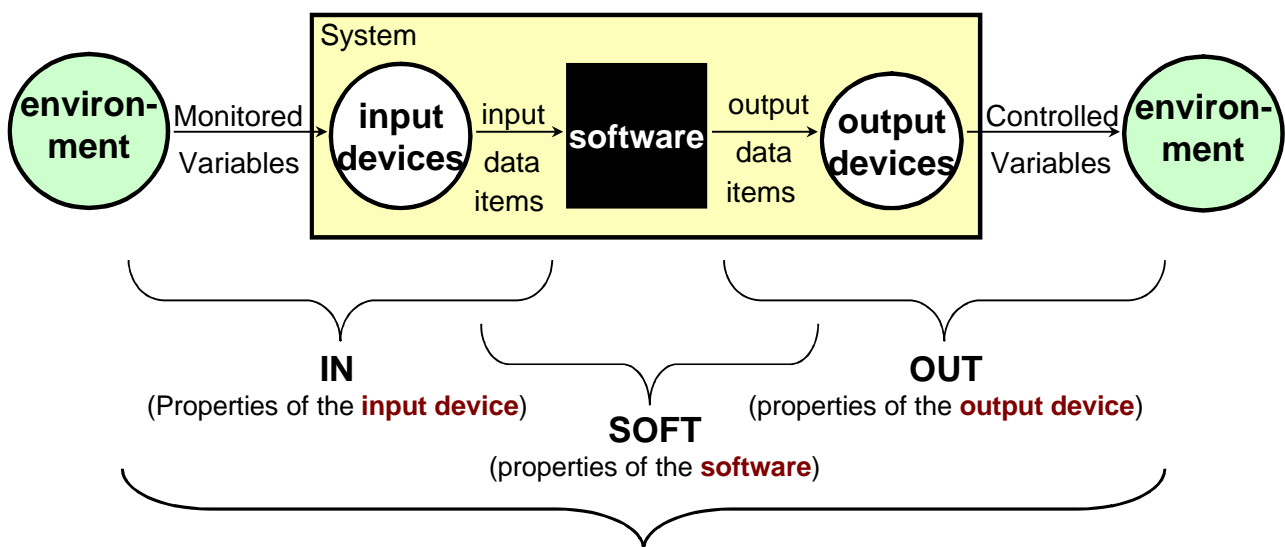 System
environ-
ment
Monitored
Variables
input
devices
input
data
items
software
output
data
items
output
devices
Controlled
Variables
environ-
ment
IN
(Properties of the input device)
OUT
(properties of the output device)
SOFT
(properties of the software)